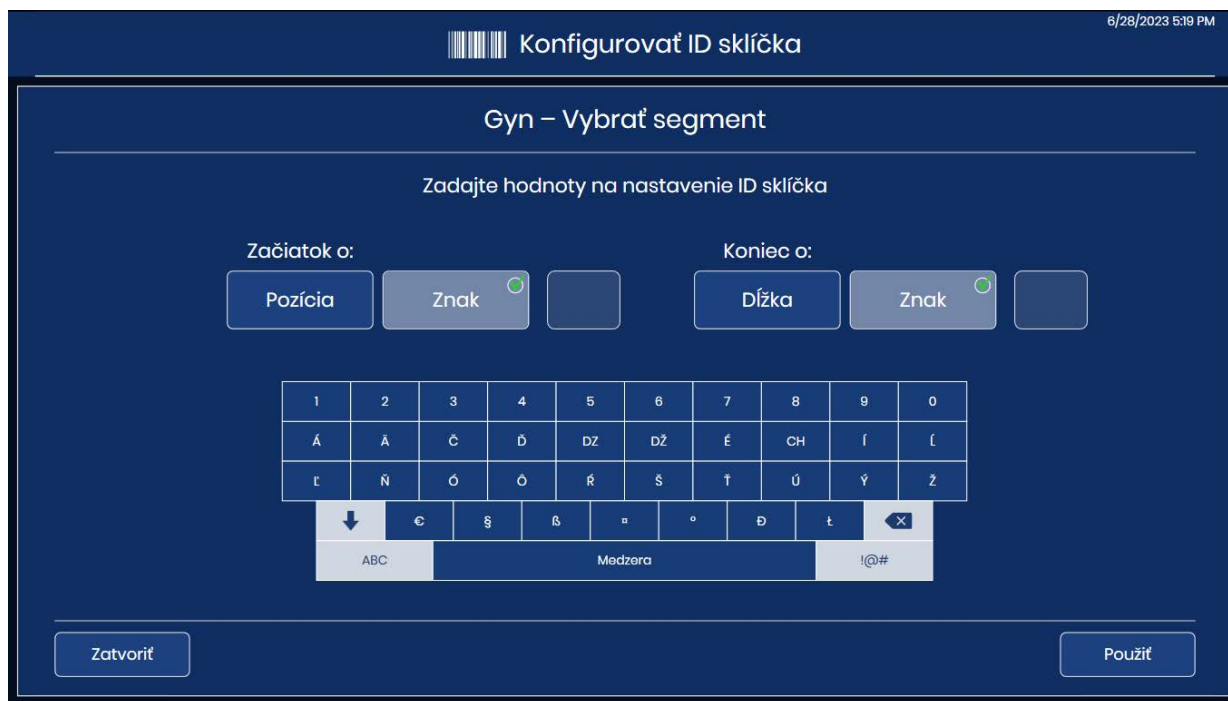 6/28/2023 5:19 PM
Konfigurovať ID sklíčka
Gyn – Vybrať segment
Zadajte hodnoty na nastavenie ID sklíčka
Začiatok o: Koniec o:
Pozícia Znak Dĺžka Znak
1 2 3 4 5 6 7 8 9 0
Á Ä Č Ď DZ DŽ É CH Í Ĺ
Ľ Ň Ó Ô Ŕ Š Ť Ú Ý Ž
€ § ß ¤ ° Đ Ł
ABC Medzera !@#
Zatvoriť Použiť